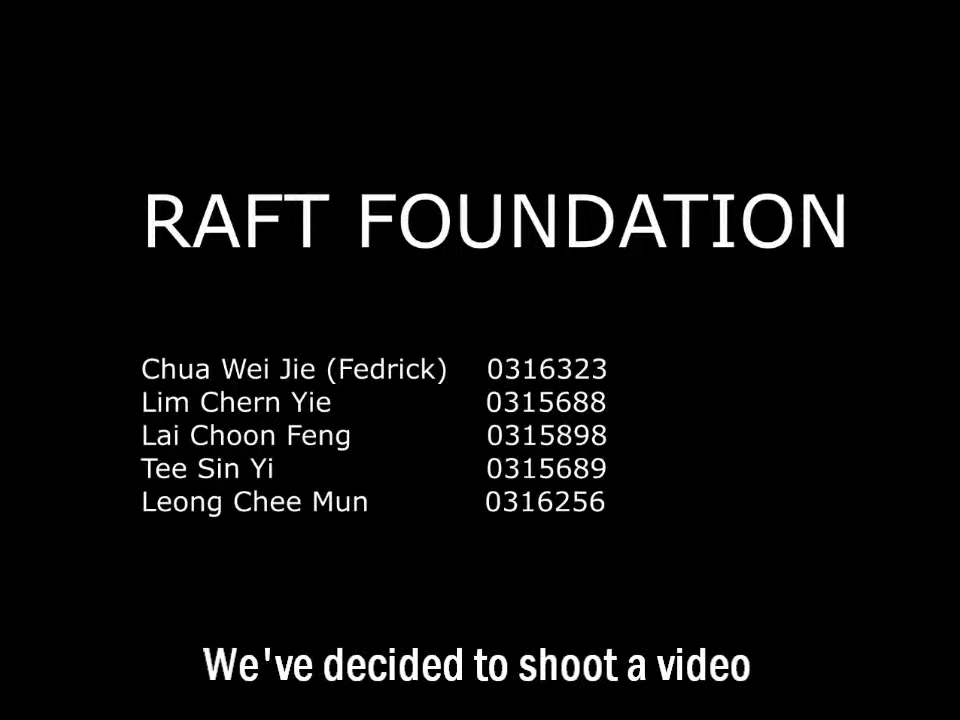 RAFT FOUNDATION
Chua Wei Jie (Fedrick) 0316323
Lim Chern Yie 0315688
Lai Choon Feng 0315898
Tee Sin Yi 0315689
Leong Chee Mun 0316256
We've decided to shoot a video